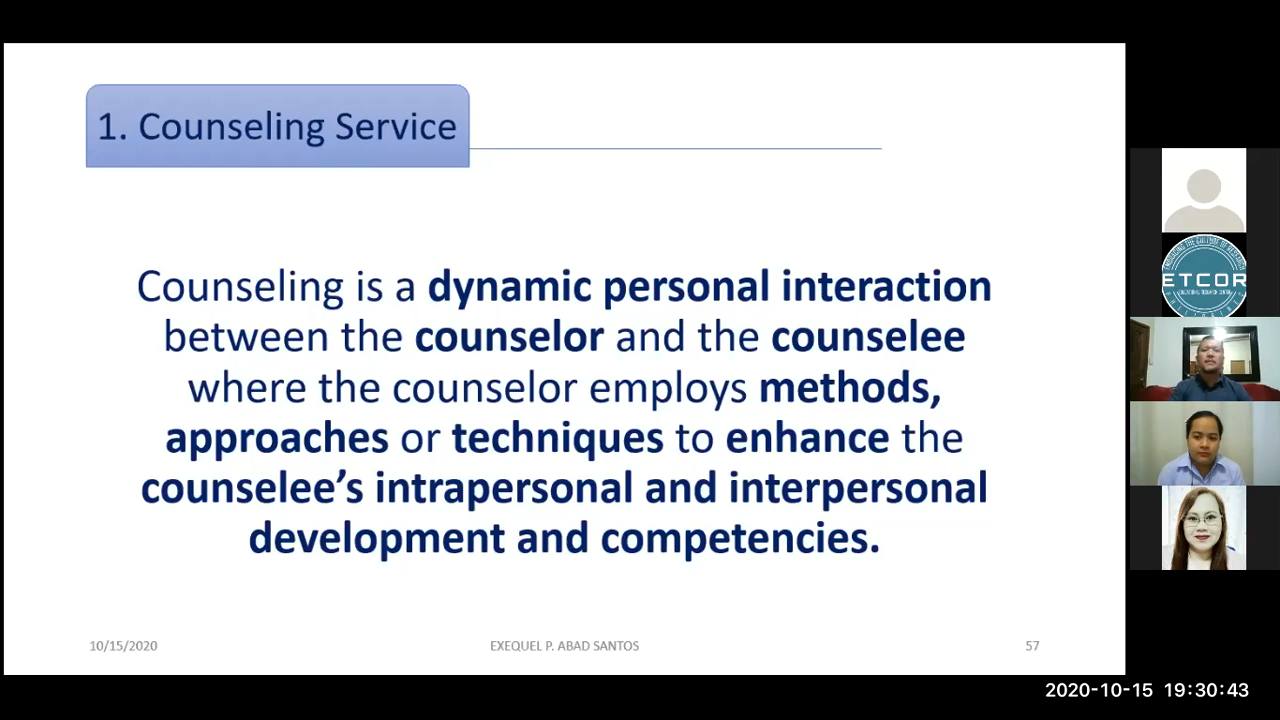 1. Counseling Service
Counseling is a dynamic personal interaction
between the counselor and the counselee
where the counselor employs methods,
approaches or techniques to enhance the
counselee’s intrapersonal and interpersonal
development and competencies.
10/15/2020
EXEQUEL P. ABAD SANTOS
57
ETCOR
2020-10-15 19:30:43